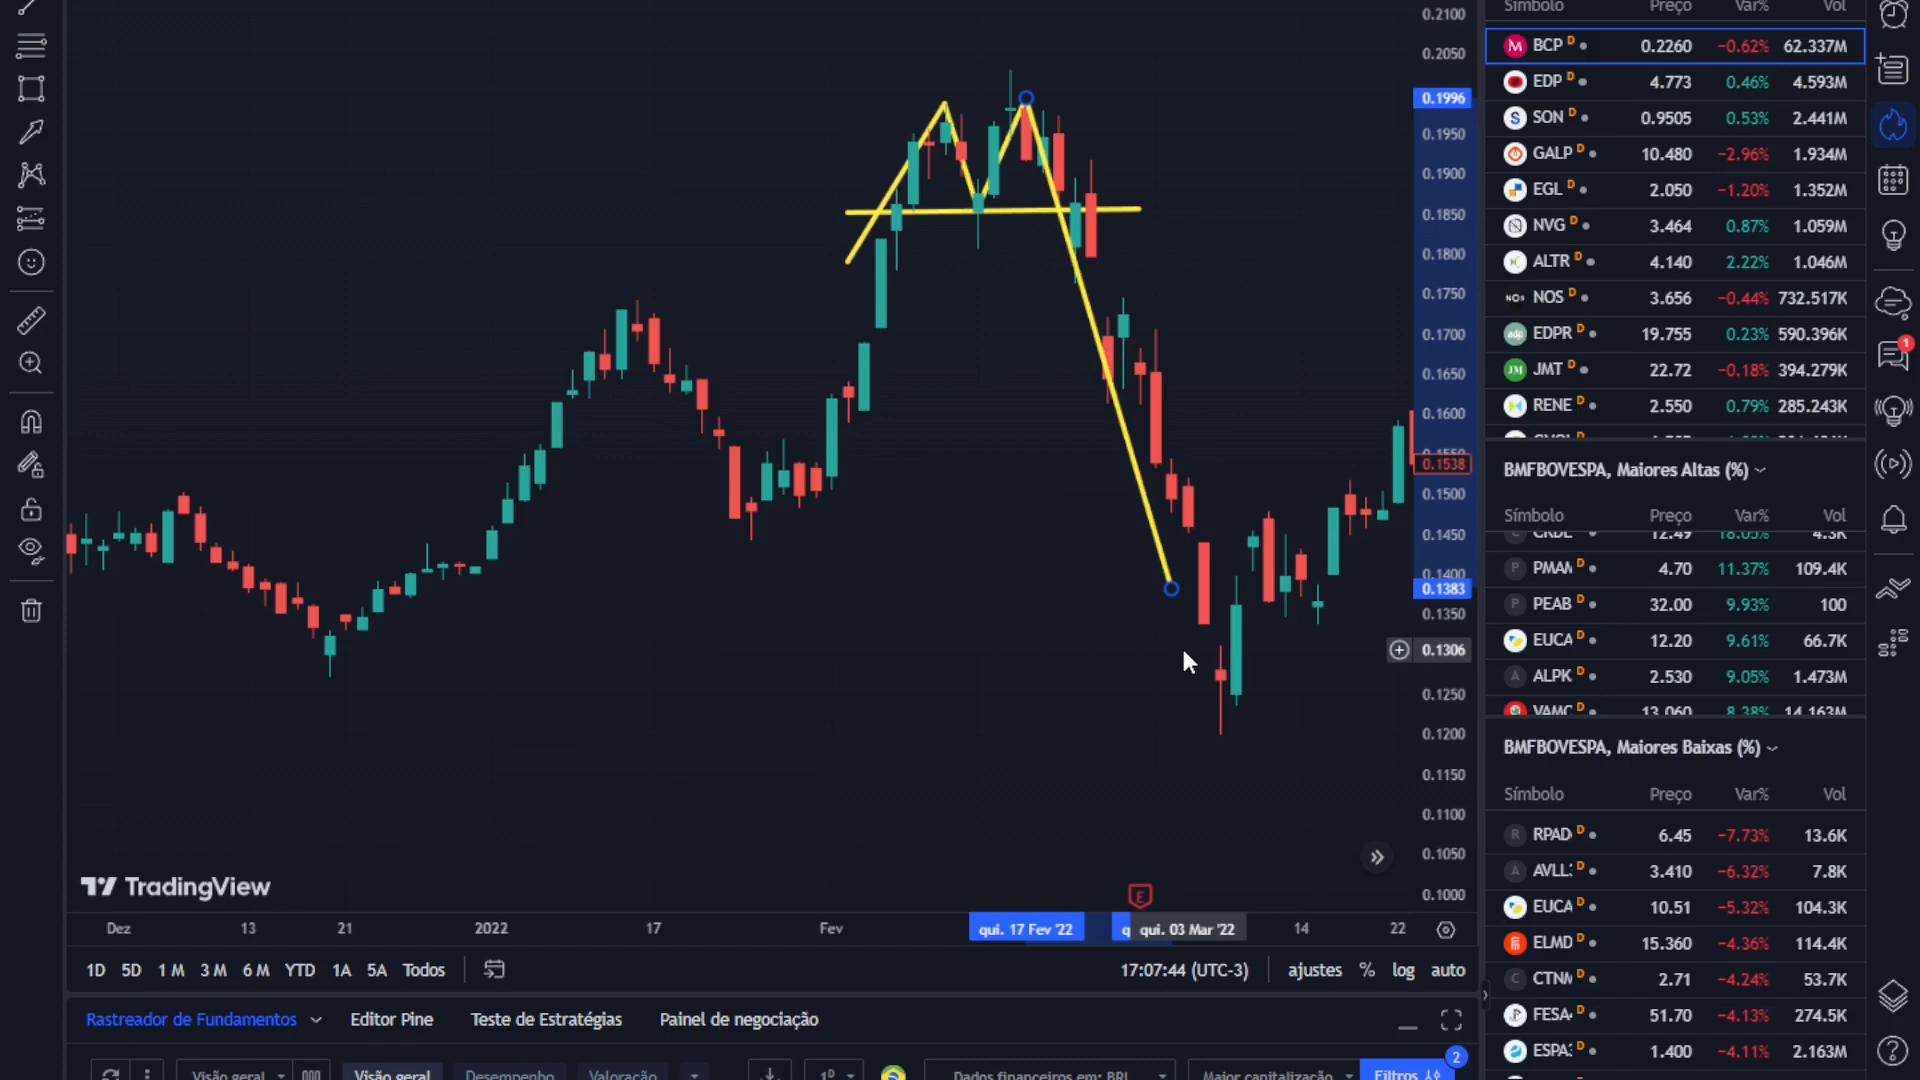 0.2100
0.2050
0.1996
0.1950
0.1900
0.1850
0.1800
0.1750
0.1700
0.1650
0.1600
0.1538
0.1500
0.1450
0.1400
0.1383
0.1350
0.1306
0.1250
0.1200
0.1150
0.1100
0.1050
0.1000
TradingView
E
Dez 13 21 2022 17 Fev qui. 17 Fev '22 q qui. 03 Mar '22 14 22
1D 5D 1 M 3 M 6 M YTD 1A 5A Todos 17:07:44 (UTC-3) ajustes % log auto
Rastreador de Fundamentos Editor Pine Teste de Estratégias Painel de negociação
Visão geral Visão geral Desempenho Valoração 1D Dados financeiros em: BRL Maior capitalização Filtros 2
Símbolo Preço Var% Vol
M BCP D 0.2260 −0.62% 62.337M
EDP D 4.773 0.46% 4.593M
S SON D 0.9505 0.53% 2.441M
GALP D 10.480 −2.96% 1.934M
EGL D 2.050 −1.20% 1.352M
NVG D 3.464 0.87% 1.059M
ALTR D 4.140 2.22% 1.046M
NOS NOS D 3.656 −0.44% 732.517K
edp EDPR D 19.755 0.23% 590.396K
JM JMT D 22.72 −0.18% 394.279K
RENE D 2.550 0.79% 285.243K
BMFBOVESPA, Maiores Altas (%)
Símbolo Preço Var% Vol
C CRDE 12.49 18.05% 4.3K
P PMAM D 4.70 11.37% 109.4K
P PEAB D 32.00 9.93% 100
EUCA D 12.20 9.61% 66.7K
A ALPK D 2.530 9.05% 1.473M
VAMO D 13.060 8.38% 14.163M
BMFBOVESPA, Maiores Baixas (%)
Símbolo Preço Var% Vol
R RPAD D 6.45 −7.73% 13.6K
A AVLL3 D 3.410 −6.32% 7.8K
EUCA D 10.51 −5.32% 104.3K
ELMD D 15.360 −4.36% 114.4K
C CTNM D 2.71 −4.24% 53.7K
FESA4 D 51.70 −4.13% 274.5K
ESPA3 D 1.400 −4.11% 2.163M
1